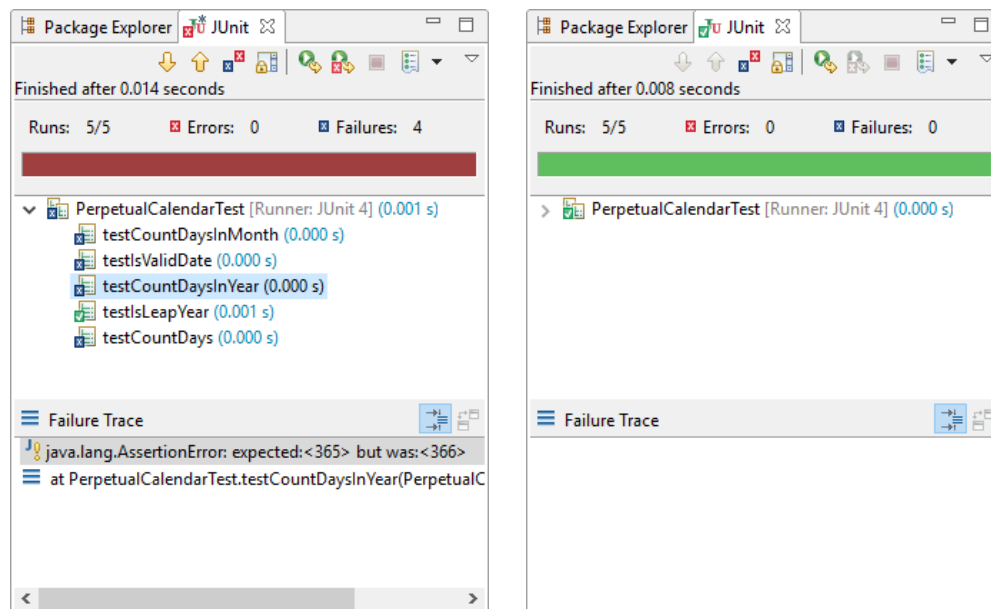 Package Explorer JUnit
Finished after 0.014 seconds
Runs: 5/5 Errors: 0 Failures: 4
PerpetualCalendarTest [Runner: JUnit 4] (0.001 s)
testCountDaysInMonth (0.000 s)
testIsValidDate (0.000 s)
testCountDaysInYear (0.000 s)
testIsLeapYear (0.001 s)
testCountDays (0.000 s)
Failure Trace
java.lang.AssertionError: expected:<365> but was:<366>
at PerpetualCalendarTest.testCountDaysInYear(PerpetualC
Package Explorer JUnit
Finished after 0.008 seconds
Runs: 5/5 Errors: 0 Failures: 0
PerpetualCalendarTest [Runner: JUnit 4] (0.000 s)
Failure Trace